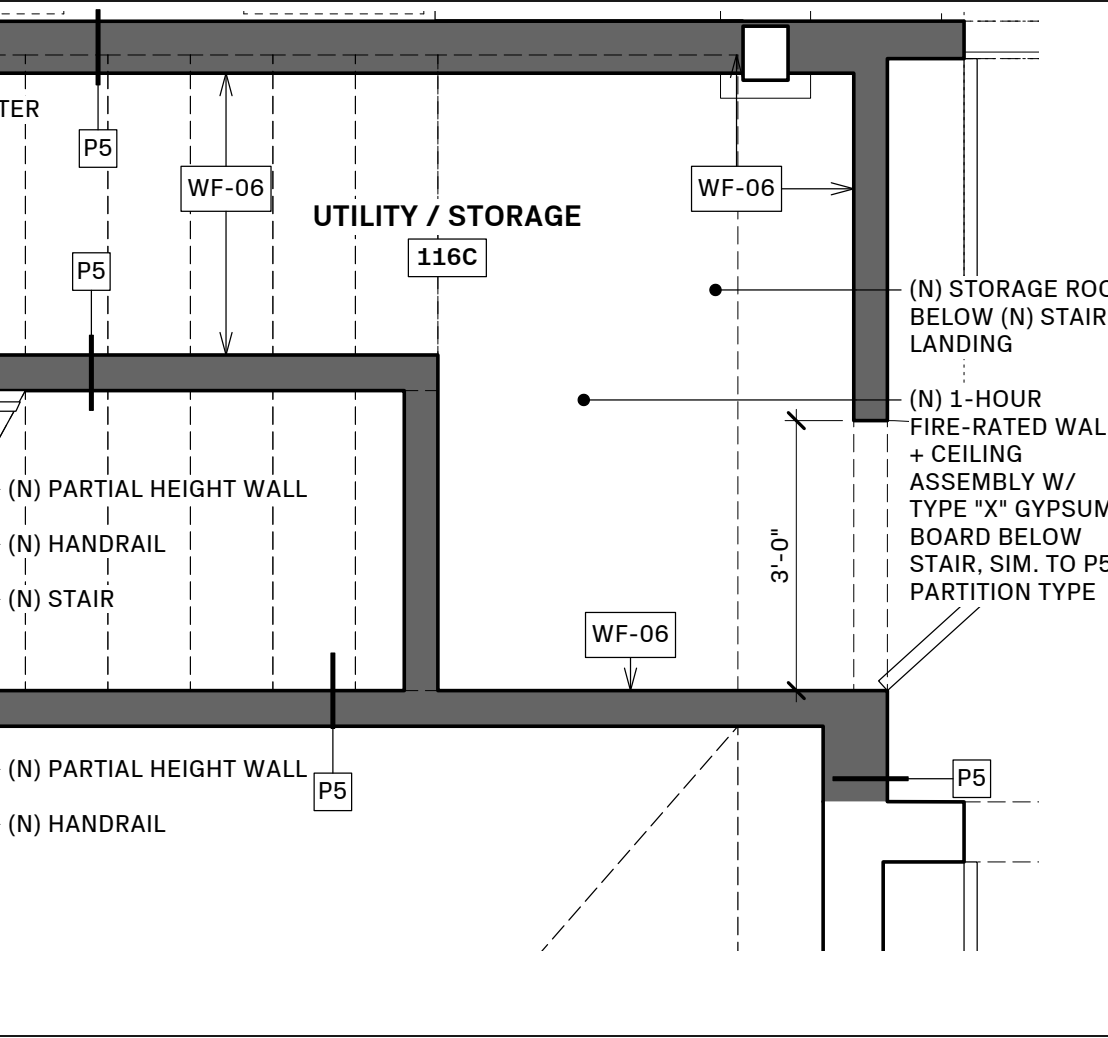 TER
P5
WF-06
WF-06
UTILITY / STORAGE
116C
P5
(N) STORAGE
BELOW (N) STAIR
LANDING
(N) 1-HOUR
FIRE-RATED
+ CEILING
ASSEMBLY W/
TYPE "X" GYPSUM
BOARD BELOW
STAIR, SIM. TO P5
PARTITION TYPE
(N) PARTIAL HEIGHT WALL
(N) HANDRAIL
(N) STAIR
3'-0"
WF-06
(N) PARTIAL HEIGHT WALL
P5
P5
(N) HANDRAIL